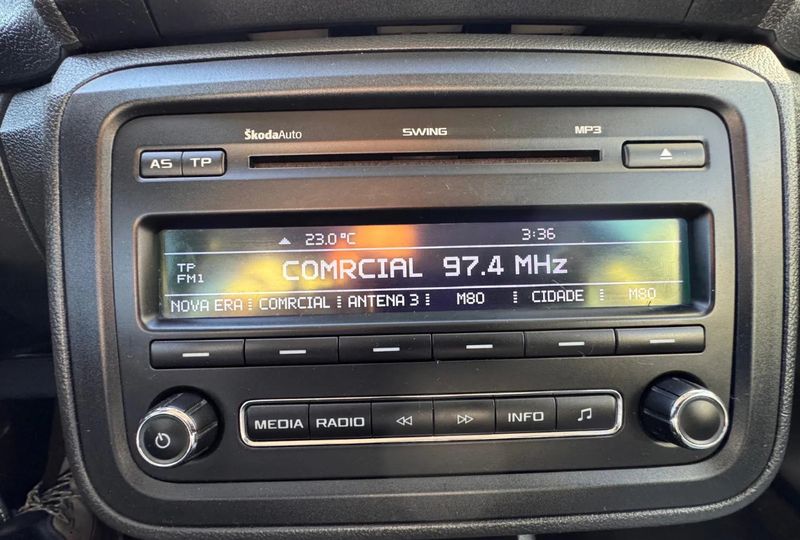 ŠkodaAuto SWING MP3
AS TP
23.0 °C 3:36
TP
FM1
COMRCIAL 97.4 MHz
NOVA ERA COMRCIAL ANTENA 3 M80 CIDADE M80
MEDIA RADIO INFO